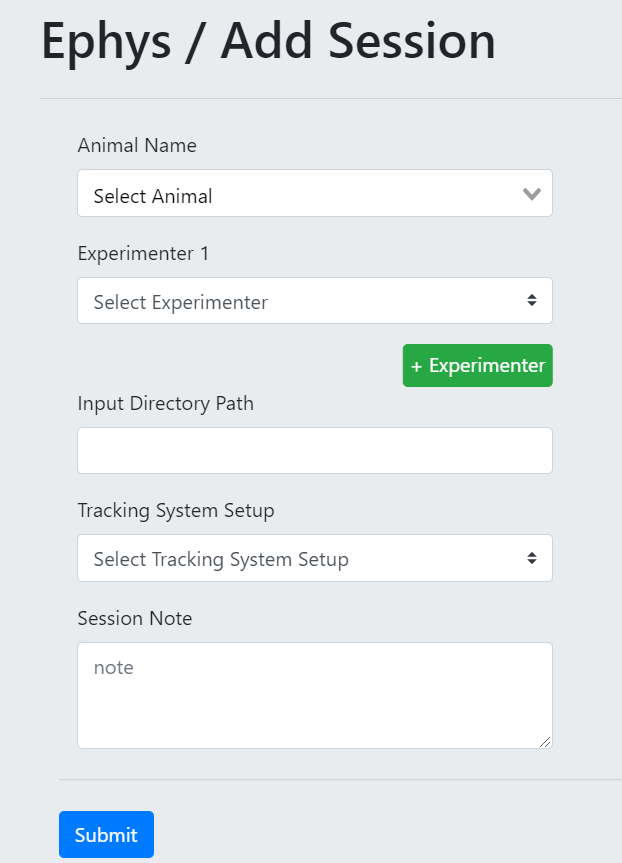 Ephys / Add Session
Animal Name
Select Animal
Experimenter 1
Select Experimenter
+ Experimenter
Input Directory Path
Tracking System Setup
Select Tracking System Setup
Session Note
note
Submit